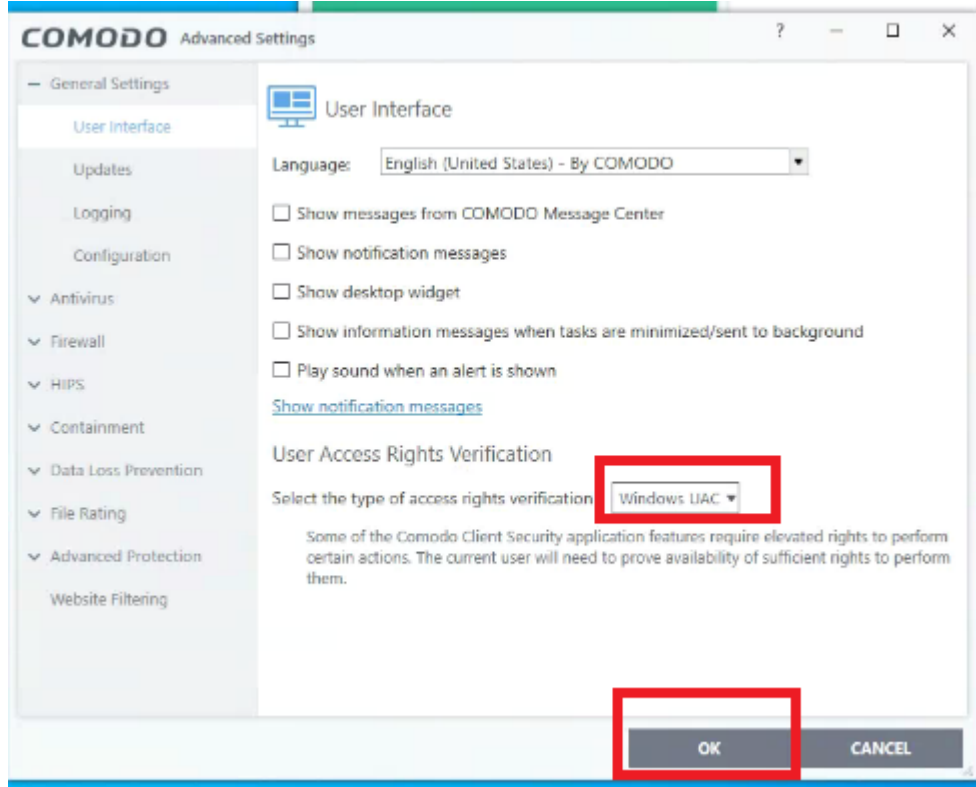 COMODO Advanced Settings
?
General Settings
User Interface
Updates
Logging
Configuration
Antivirus
Firewall
HIPS
Containment
Data Loss Prevention
File Rating
Advanced Protection
Website Filtering
User Interface
Language: English (United States) - By COMODO
Show messages from COMODO Message Center
Show notification messages
Show desktop widget
Show information messages when tasks are minimized/sent to background
Play sound when an alert is shown
Show notification messages
User Access Rights Verification
Select the type of access rights verification Windows UAC
Some of the Comodo Client Security application features require elevated rights to perform
certain actions. The current user will need to prove availability of sufficient rights to perform
them.
OK CANCEL